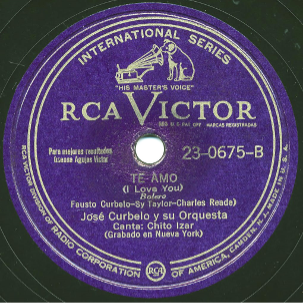 INTERNATIONAL SERIES
"HIS MASTER'S VOICE"
RCA VICTOR
MARCAS REGISTRADAS
Para mejores resultados
úsense Agujas Victor
23-0675-B
TE AMO
(I Love You)
Bolero
Fausto Curbelo-Sy Taylor-Charles Reade)
José Curbelo y su Orquesta
Canta: Chito Izar
(Grabado en Nueva York)
RCA VICTOR DIVISION OF RADIO CORPORATION OF AMERICA, CAMDEN, N.J. MADE IN U.S.A.
RCA